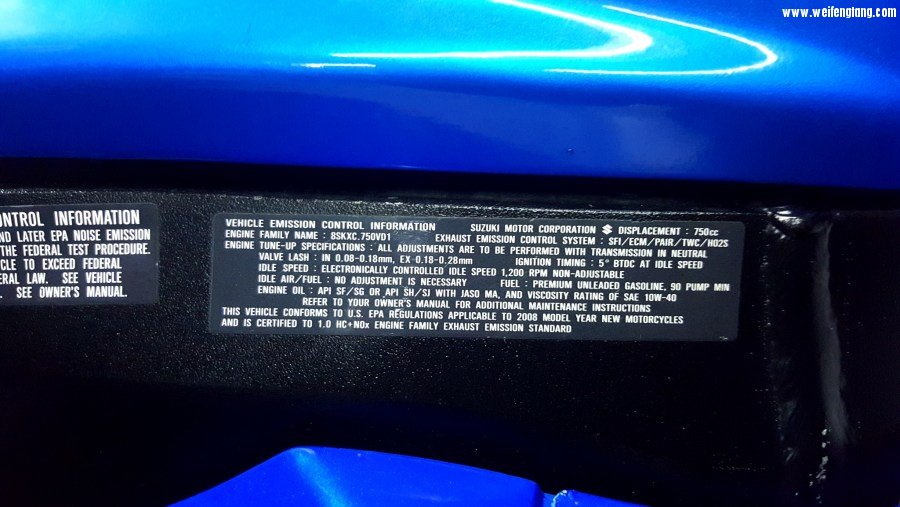 www.weifengtang.com
ONTROL INFORMATION
ND LATER EPA NOISE EMISSION
THE FEDERAL TEST PROCEDURE.
CLE TO EXCEED FEDERAL
ERAL LAW. SEE VEHICLE
. SEE OWNER'S MANUAL.
VEHICLE EMISSION CONTROL INFORMATION SUZUKI MOTOR CORPORATION DISPLACEMENT : 750cc
ENGINE FAMILY NAME : 8SKXC.750VD1 EXHAUST EMISSION CONTROL SYSTEM : SFI/ECM/PAIR/TWC/HO2S
ENGINE TUNE-UP SPECIFICATIONS : ALL ADJUSTMENTS ARE TO BE PERFORMED WITH TRANSMISSION IN NEUTRAL
VALVE LASH : IN 0.08-0.18mm, EX 0.18-0.28mm IGNITION TIMING : 5° BTDC AT IDLE SPEED
IDLE SPEED : ELECTRONICALLY CONTROLLED IDLE SPEED 1,200 RPM NON-ADJUSTABLE
IDLE AIR/FUEL : NO ADJUSTMENT IS NECESSARY FUEL : PREMIUM UNLEADED GASOLINE, 90 PUMP MIN
ENGINE OIL : API SF/SG OR API SH/SJ WITH JASO MA, AND VISCOSITY RATING OF SAE 10W-40
REFER TO YOUR OWNER'S MANUAL FOR ADDITIONAL MAINTENANCE INSTRUCTIONS
THIS VEHICLE CONFORMS TO U.S. EPA REGULATIONS APPLICABLE TO 2008 MODEL YEAR NEW MOTORCYCLES
AND IS CERTIFIED TO 1.0 HC+NOx ENGINE FAMILY EXHAUST EMISSION STANDARD